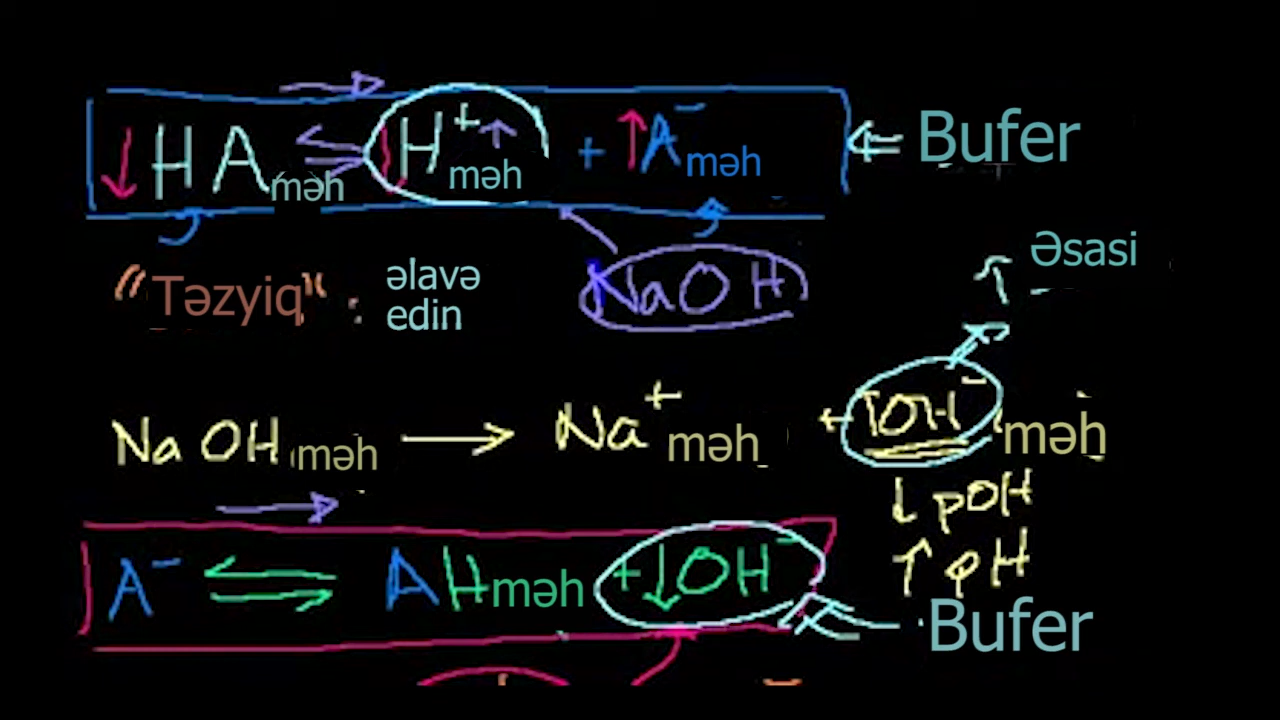 ↓HA məh ⇌ ↓H⁺↑ məh + ↑A⁻ məh ⇐ Bufer
Əsasi
"Təzyiq" : əlavə edin NaOH
NaOH məh → Na⁺ məh + OH⁻ məh
↓ pOH
↑ pH
A⁻ ⇌ AH məh + ↓OH⁻
Bufer